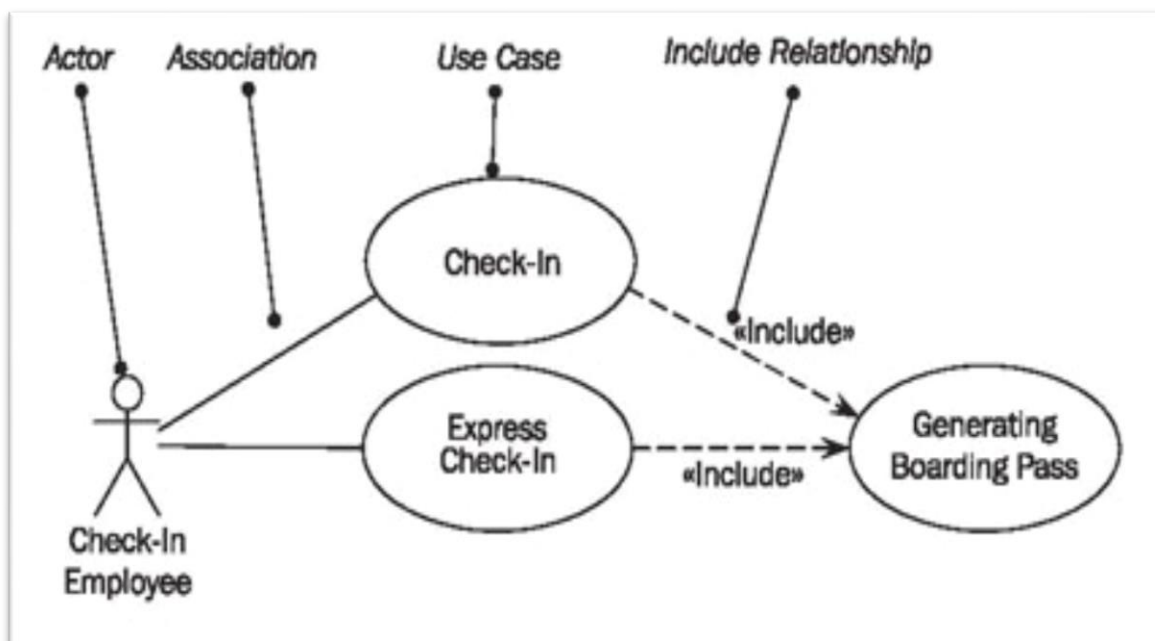 Actor
Association
Use Case
Include Relationship
Check-In
«Include»
Express
Check-In
«Include»
Generating
Boarding Pass
Check-In
Employee